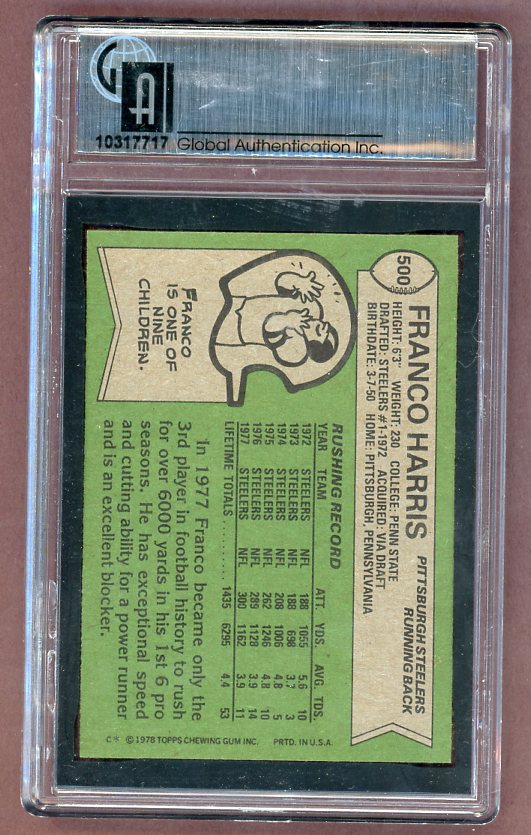 GA
10317717 Global Authentication Inc.
500
FRANCO HARRIS
PITTSBURGH STEELERS
RUNNING BACK
HEIGHT: 6'3" WEIGHT: 230 COLLEGE: PENN STATE
DRAFTED: STEELERS #1-1972 ACQUIRED: VIA DRAFT
BIRTHDATE: 3-7-50 HOME: PITTSBURGH, PENNSYLVANIA
FRANCO
IS ONE OF
NINE
CHILDREN.
RUSHING RECORD
YEAR TEAM ATT. YDS. AVG. TDS.
1972 STEELERS NFL 188 1055 5.6 10
1973 STEELERS NFL 188 698 3.7 3
1974 STEELERS NFL 208 1006 4.8 5
1975 STEELERS NFL 262 1246 4.8 10
1976 STEELERS NFL 289 1128 3.9 14
1977 STEELERS NFL 300 1162 3.9 11
LIFETIME TOTALS 1435 6295 4.4 53
In 1977 Franco became only the
3rd player in football history to rush
for over 6000 yards in his 1st 6 pro
seasons. He has exceptional speed
and cutting ability for a power runner
and is an excellent blocker.
C* © 1978 TOPPS CHEWING GUM INC. PRTD. IN U.S.A.